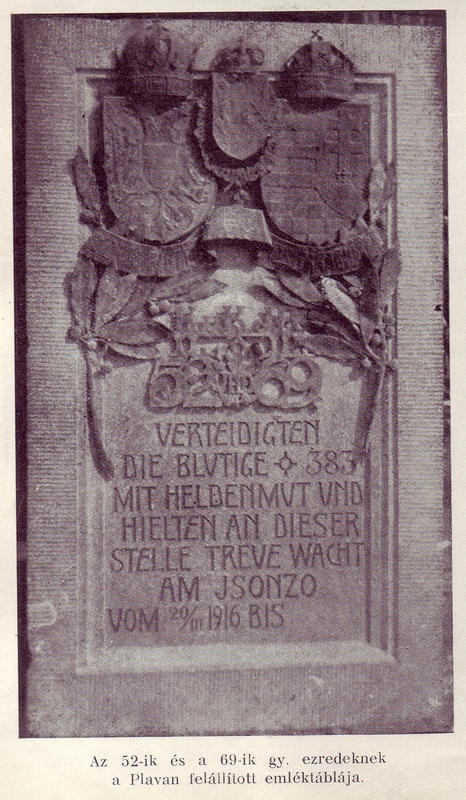 52 UND 69
VERTEIDIGTEN
DIE BLVTIGE 383
MIT HELDENMVT VND
HIELTEN AN DIESER
STELLE TREVE WACHT
AM JSONZO
VOM 29/III 1916 BIS
Az 52-ik és a 69-ik gy. ezredeknek
a Plavan felállított emléktáblája.